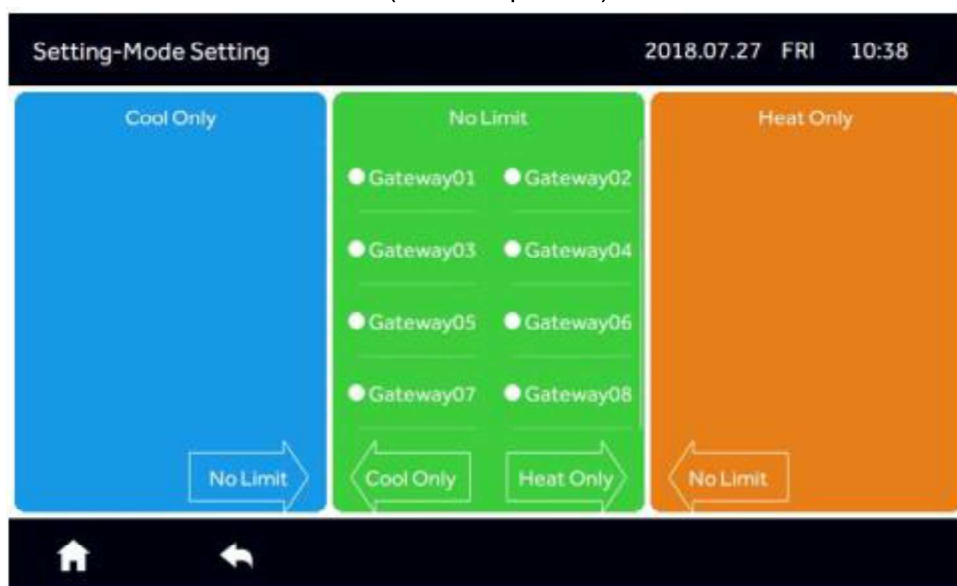 Setting-Mode Setting 2018.07.27 FRI 10:38
Cool Only
No Limit
Heat Only
Gateway01 Gateway02
Gateway03 Gateway04
Gateway05 Gateway06
Gateway07 Gateway08
No Limit
Cool Only
Heat Only
No Limit